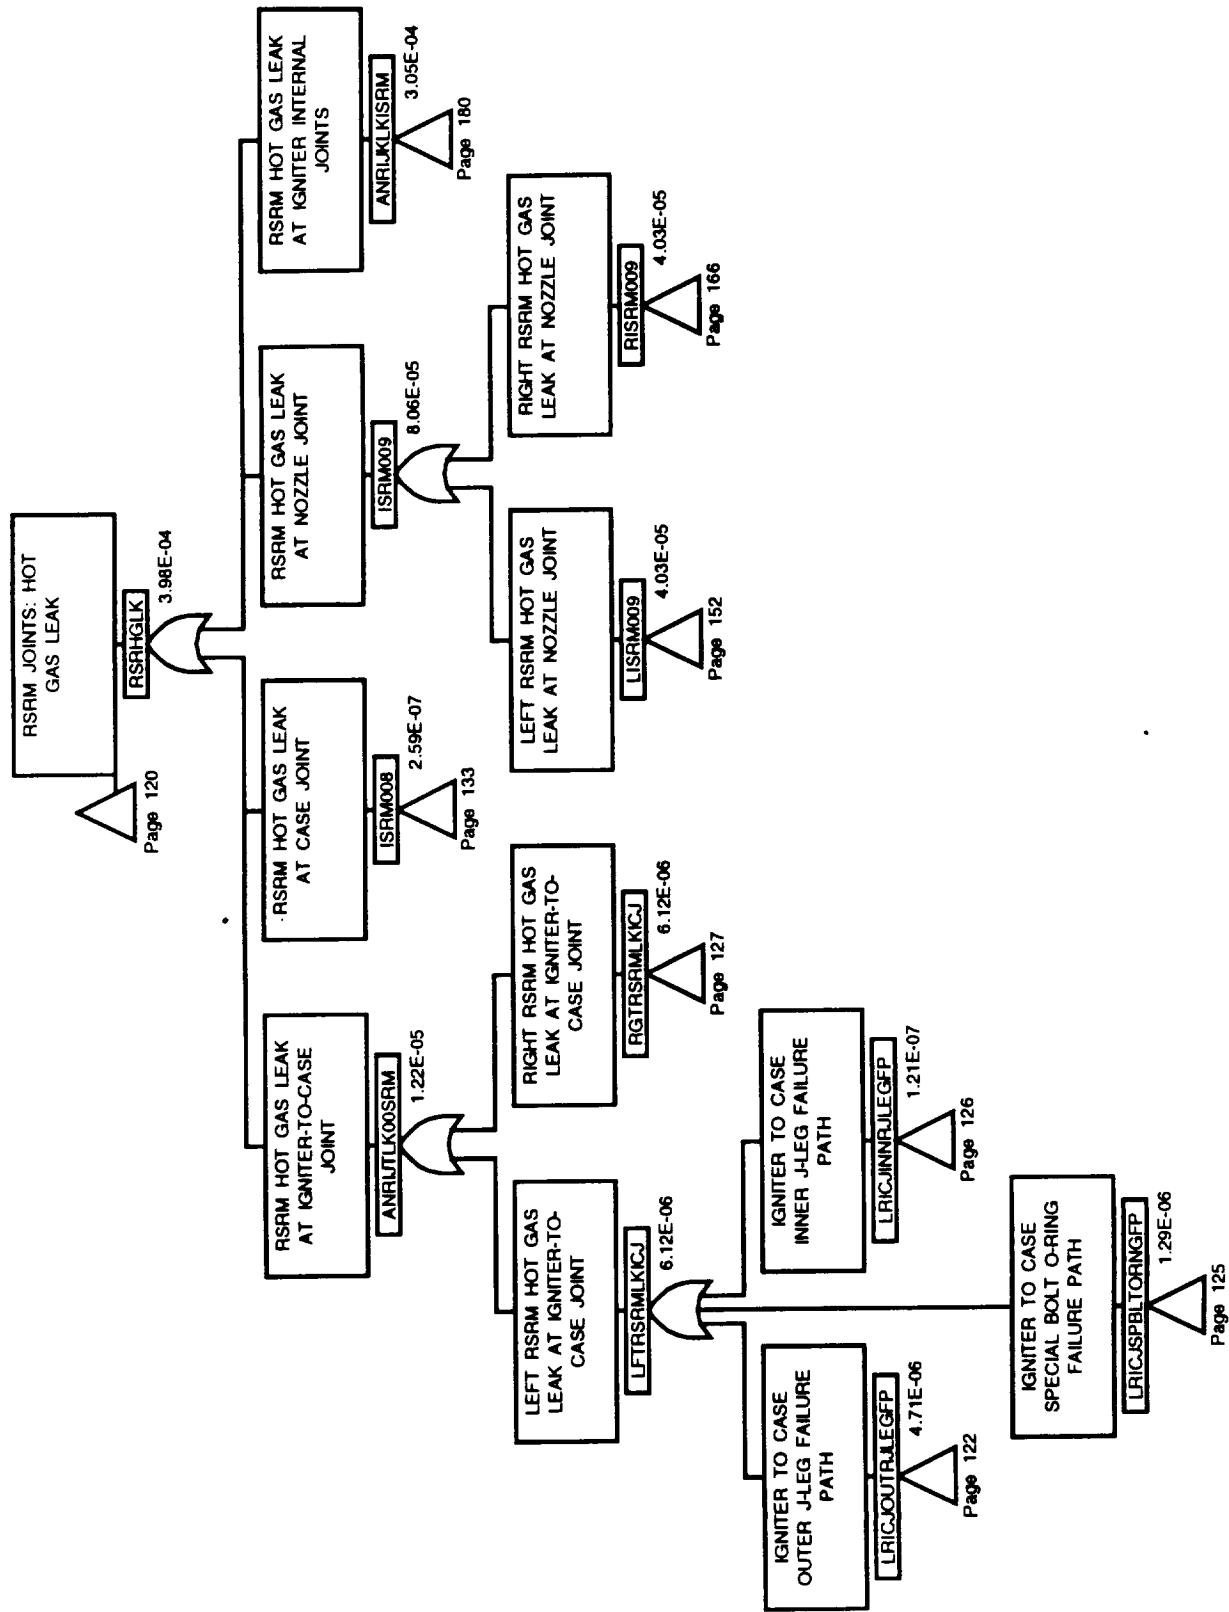 RSRM JOINTS: HOT
GAS LEAK
RSRHGLK
3.98E-04
Page 120
RSRM HOT GAS LEAK
AT IGNITER-TO-CASE
JOINT
ANRIJTLK00SRM
1.22E-05
RSRM HOT GAS LEAK
AT CASE JOINT
ISRM008
2.59E-07
Page 133
RSRM HOT GAS LEAK
AT NOZZLE JOINT
ISRM009
8.06E-05
RSRM HOT GAS LEAK
AT IGNITER INTERNAL
JOINTS
ANRIJKLKISRM
3.05E-04
Page 180
LEFT RSRM HOT GAS
LEAK AT IGNITER-TO-
CASE JOINT
LFTRSRMLKICJ
6.12E-06
RIGHT RSRM HOT GAS
LEAK AT IGNITER-TO-
CASE JOINT
RGTRSRMLKICJ
6.12E-06
Page 127
LEFT RSRM HOT GAS
LEAK AT NOZZLE JOINT
LISRM009
4.03E-05
Page 152
RIGHT RSRM HOT GAS
LEAK AT NOZZLE JOINT
RISRM009
4.03E-05
Page 166
IGNITER TO CASE
OUTER J-LEG FAILURE
PATH
LRICJOUTRJLEGFP
4.71E-06
Page 122
IGNITER TO CASE
INNER J-LEG FAILURE
PATH
LRICJINNRJLEGFP
1.21E-07
Page 126
IGNITER TO CASE
SPECIAL BOLT O-RING
FAILURE PATH
LRICJSPBLTORNGFP
1.29E-06
Page 125